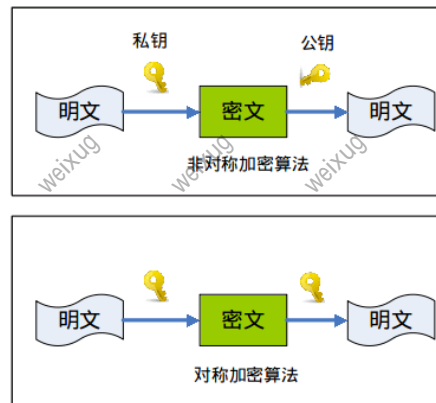 私钥
公钥
明文
密文
明文
非对称加密算法
weixug
weixug
weixug
明文
密文
明文
对称加密算法